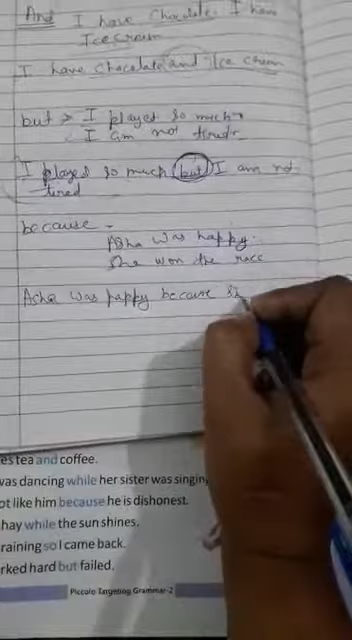 And I have Chocolate. I have
Icecream
I have chocolate and Ice cream
but → I played so much
I am not tired.
I played so much but I am not
tired
because -
Asha was happy.
She won the race
Asha was happy because s
es tea and coffee.
was dancing while her sister was singin
ot like him because he is dishonest.
hay while the sun shines.
raining so I came back.
rked hard but failed.
Piccolo Targeting Grammar-2